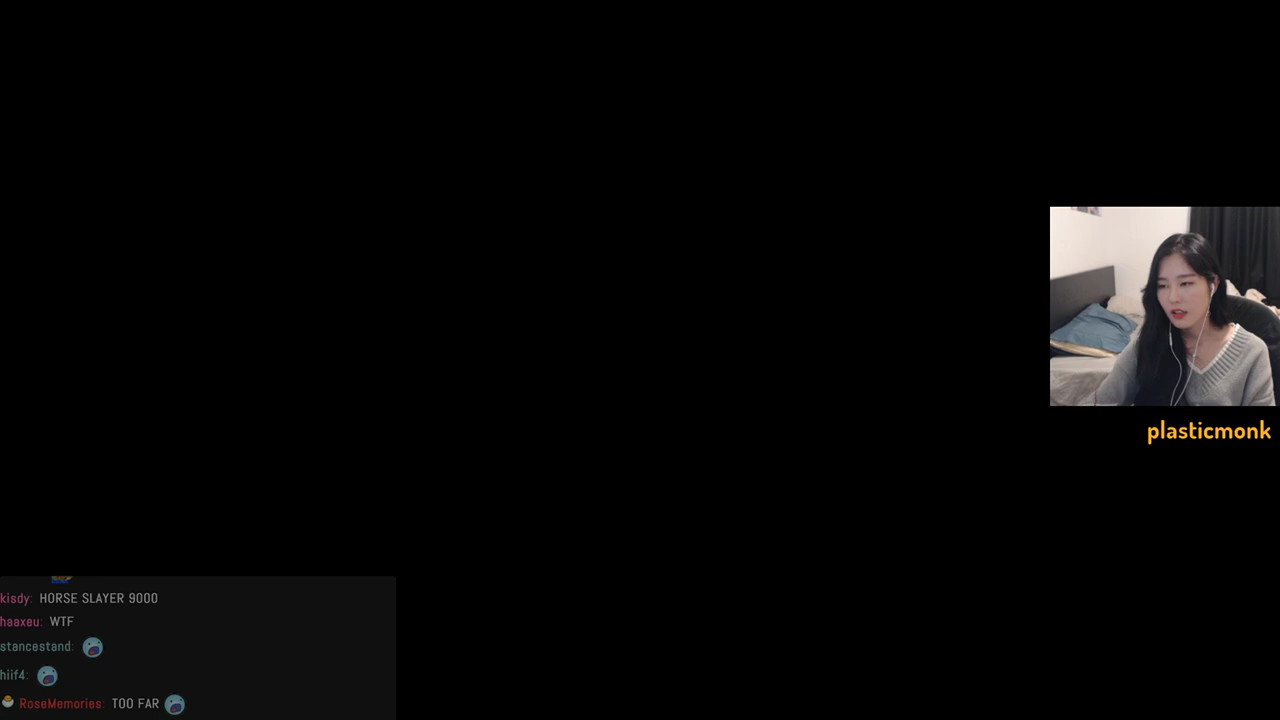 plasticmonk
kisdy: HORSE SLAYER 9000
haaxeu: WTF
stancestand:
hiif4:
RoseMemories: TOO FAR